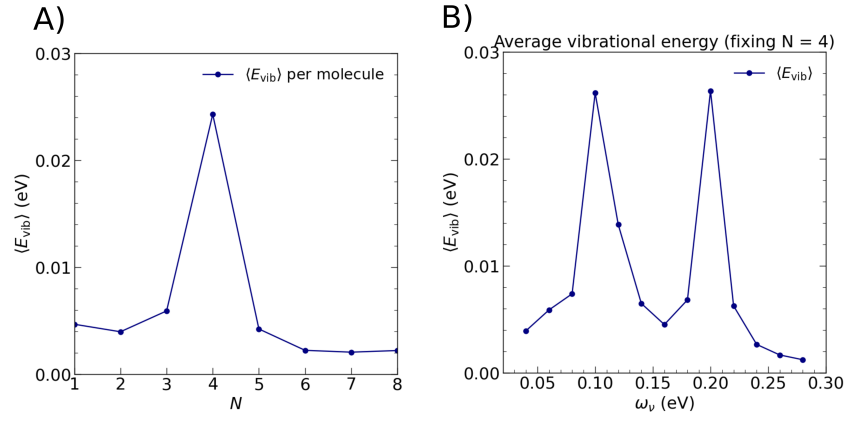 A)
0.03
0.02
0.01
0.00
⟨E_vib⟩ (eV)
⟨E_vib⟩ per molecule
1 2 3 4 5 6 7 8
N
B)
Average vibrational energy (fixing N = 4)
0.03
0.02
0.01
0.00
⟨E_vib⟩ (eV)
⟨E_vib⟩
0.05 0.10 0.15 0.20 0.25 0.30
ω_ν (eV)